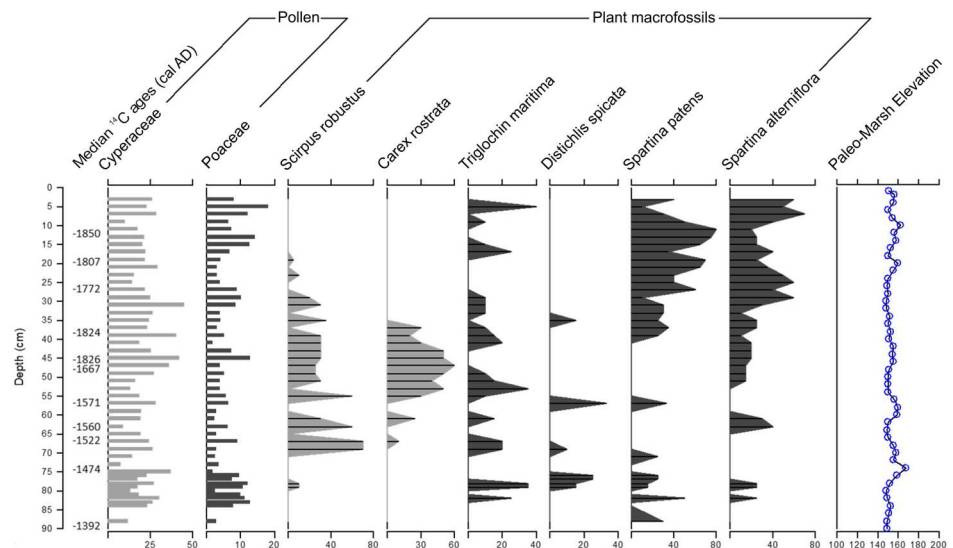 Pollen
Plant macrofossils
Median ¹⁴C ages (cal AD)
Cyperaceae
Poaceae
Scirpus robustus
Carex rostrata
Triglochin maritima
Distichlis spicata
Spartina patens
Spartina alterniflora
Paleo-Marsh Elevation
Depth (cm)
0
5
10
15
20
25
30
35
40
45
50
55
60
65
70
75
80
85
90
-1850
-1807
-1772
-1824
-1826
-1667
-1571
-1560
-1522
-1474
-1392
25 50
0 10 20
40 80
30 60
0 20 40
20 40
0 40 80
40 80
100 120 140 160 180 200